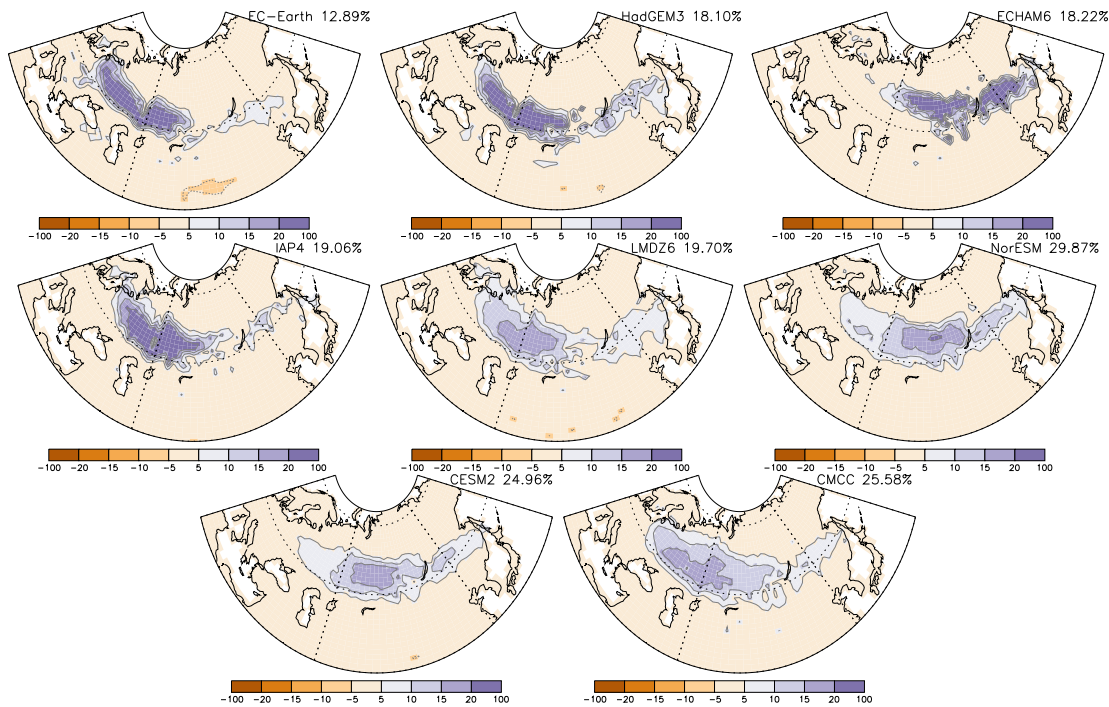 EC-Earth 12.89%
HadGEM3 18.10%
ECHAM6 18.22%
-100 -20 -15 -10 -5 5 10 15 20 100
-100 -20 -15 -10 -5 5 10 15 20 100
-100 -20 -15 -10 -5 5 10 15 20 100
IAP4 19.06%
LMDZ6 19.70%
NorESM 29.87%
-100 -20 -15 -10 -5 5 10 15 20 100
-100 -20 -15 -10 -5 5 10 15 20 100
-100 -20 -15 -10 -5 5 10 15 20 100
CESM2 24.96%
CMCC 25.58%
-100 -20 -15 -10 -5 5 10 15 20 100
-100 -20 -15 -10 -5 5 10 15 20 100